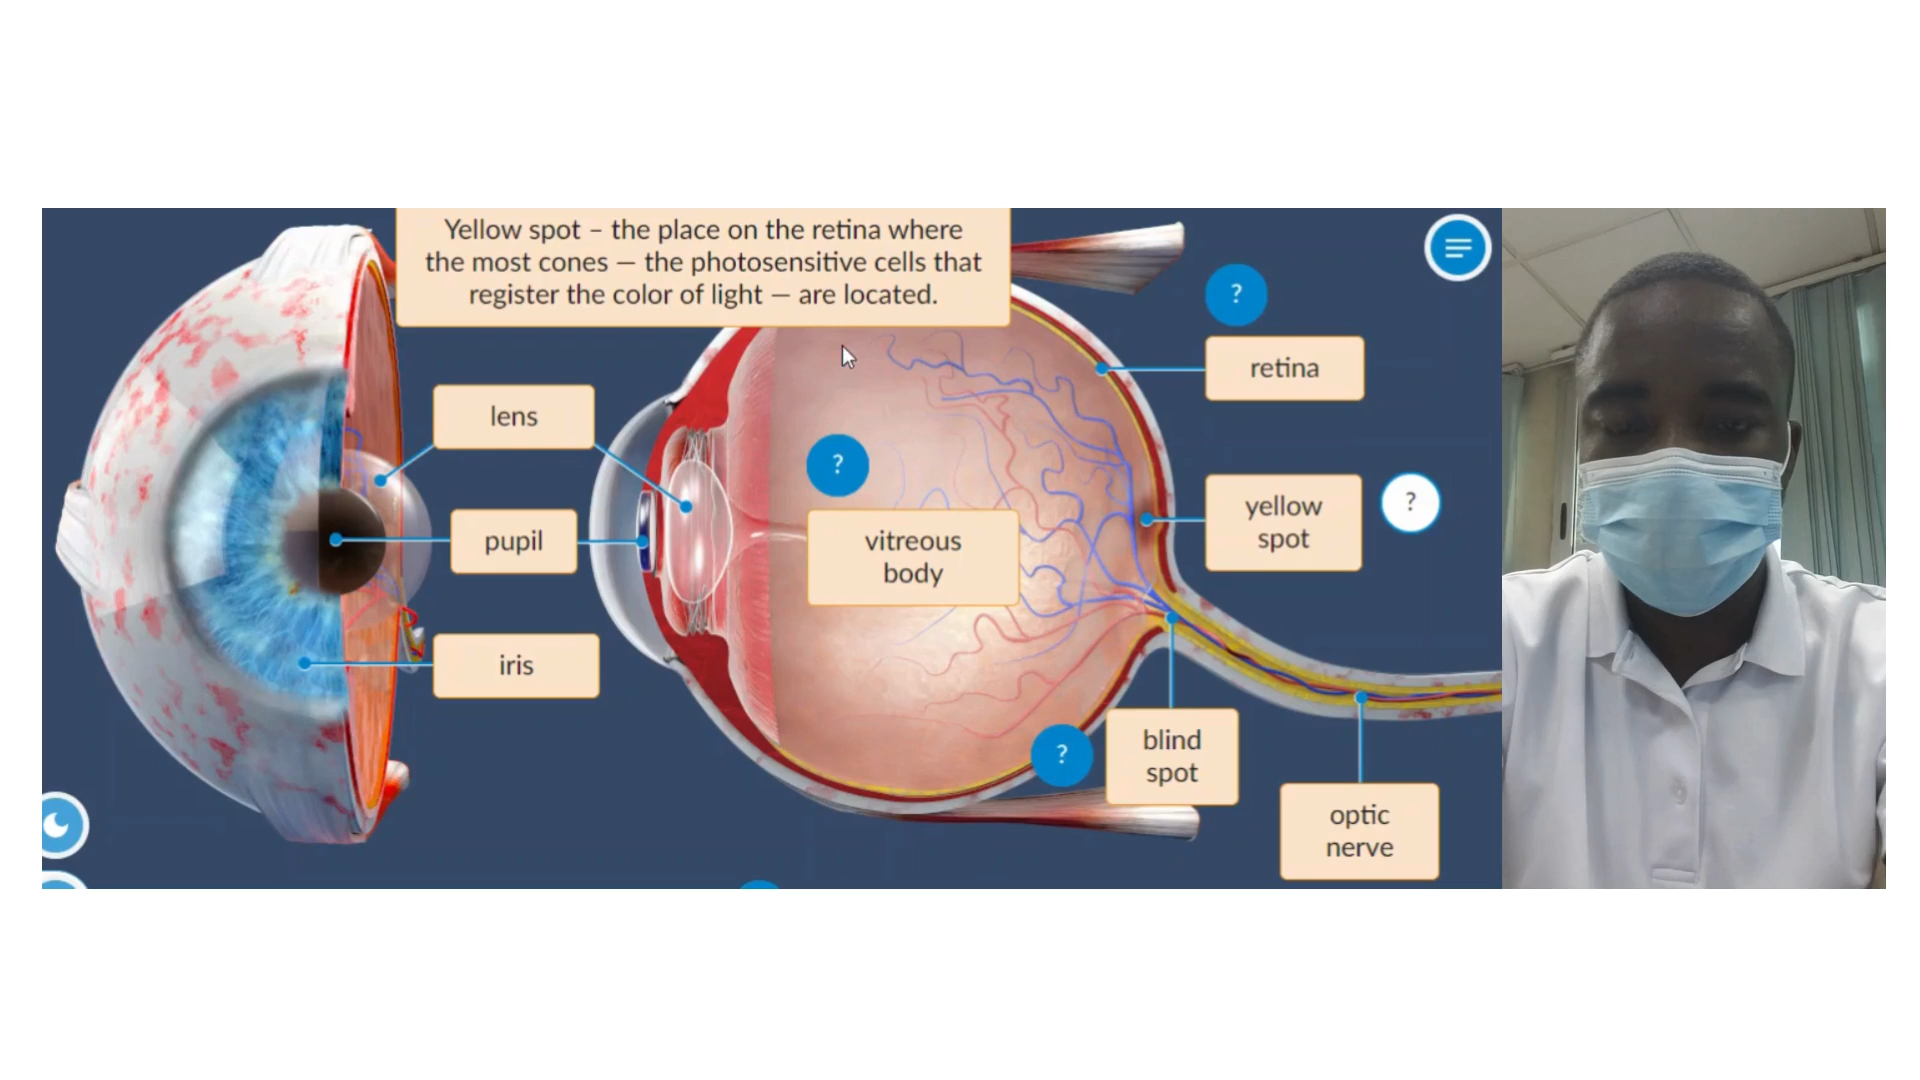 Yellow spot – the place on the retina where
the most cones — the photosensitive cells that
register the color of light — are located.
?
retina
lens
?
yellow
spot
?
pupil
vitreous
body
iris
?
blind
spot
optic
nerve